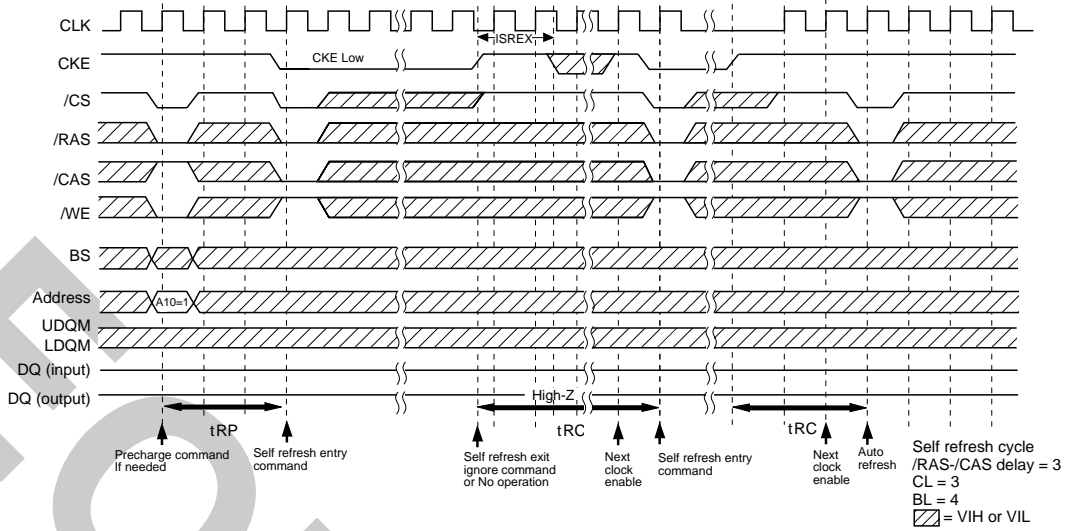 CLK
lSREX
CKE
CKE Low
/CS
/RAS
/CAS
/WE
BS
Address
A10=1
UDQM
LDQM
DQ (input)
DQ (output)
High-Z
tRP
tRC
tRC
Precharge command
If needed
Self refresh entry
command
Self refresh exit
ignore command
or No operation
Next
clock
enable
Self refresh entry
command
Next
clock
enable
Auto
refresh
Self refresh cycle
/RAS-/CAS delay = 3
CL = 3
BL = 4
= VIH or VIL